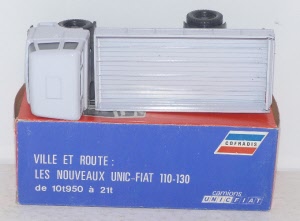 COFRADIS
VILLE ET ROUTE :
LES NOUVEAUX UNIC-FIAT 110-130
de 10t950 à 21t
camions
UNIC FIAT